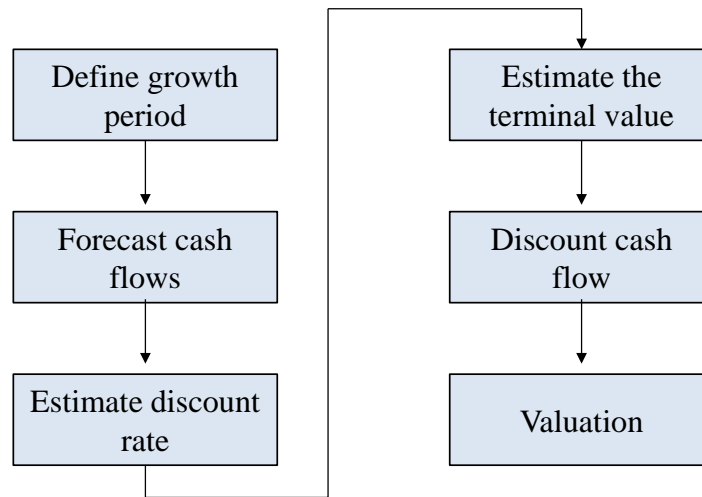 Define growth
period
Forecast cash
flows
Estimate discount
rate
Estimate the
terminal value
Discount cash
flow
Valuation